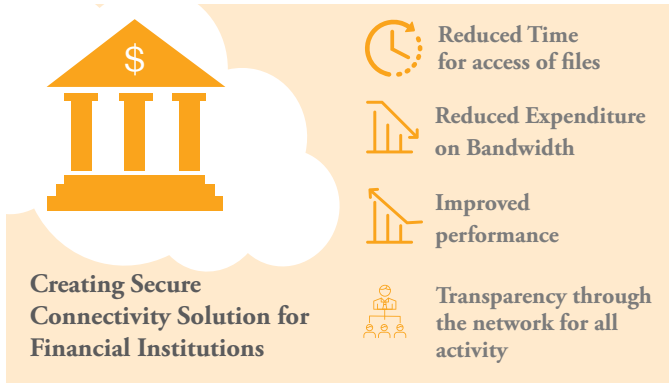 $
Creating Secure
Connectivity Solution for
Financial Institutions
Reduced Time
for access of files
Reduced Expenditure
on Bandwidth
Improved
performance
Transparency through
the network for all
activity